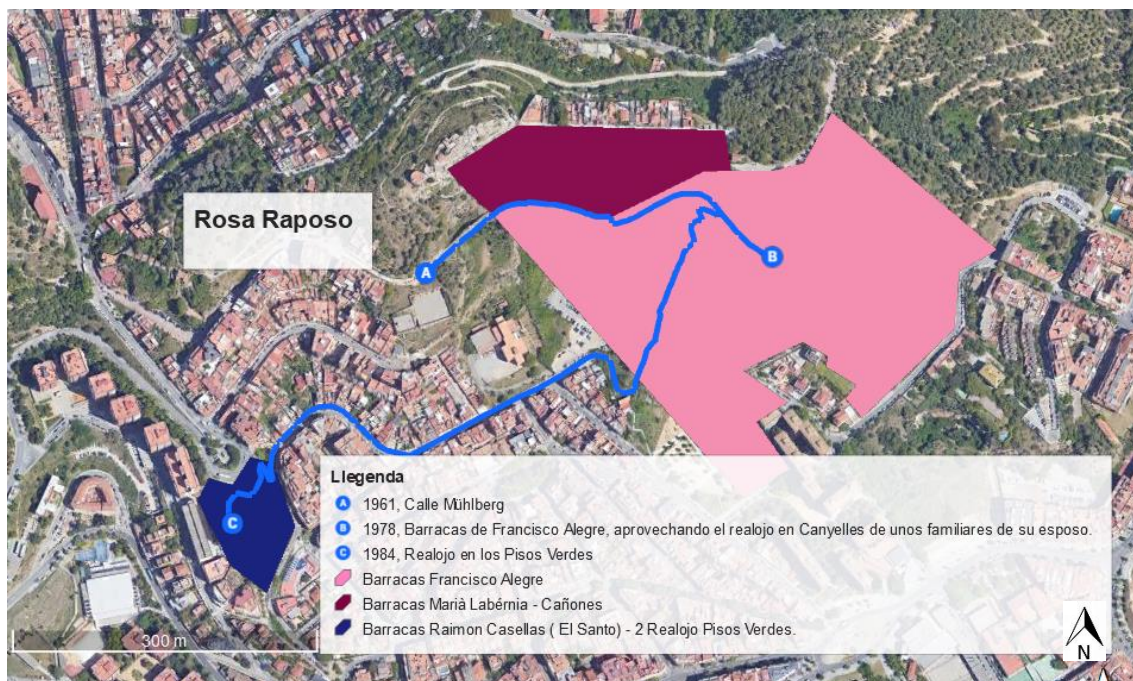 Rosa Raposo
A
B
C
Llegenda
A 1961, Calle Mühlberg
B 1978, Barracas de Francisco Alegre, aprovechando el realojo en Canyelles de unos familiares de su esposo.
C 1984, Realojo en los Pisos Verdes
Barracas Francisco Alegre
Barracas Marià Labérnia - Cañones
Barracas Raimon Casellas ( El Santo) - 2 Realojo Pisos Verdes.
300 m
N